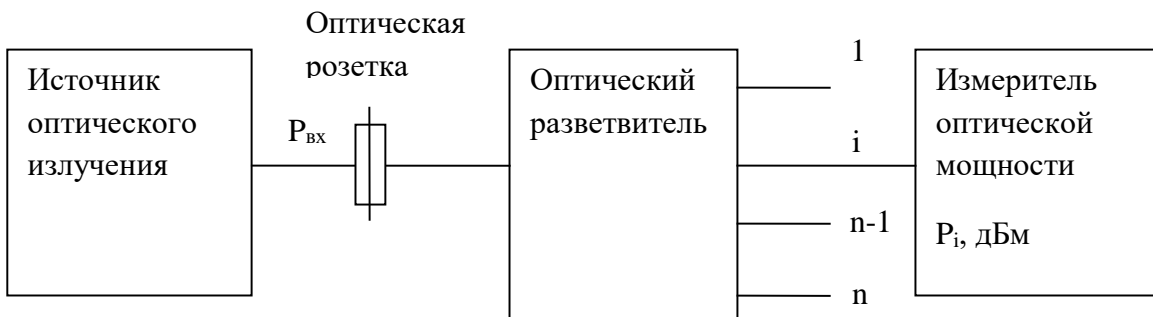 Оптическая
розетка
Источник
оптического
излучения
Pвх
Оптический
разветвитель
1
i
n-1
n
Измеритель
оптической
мощности
Pi, дБм